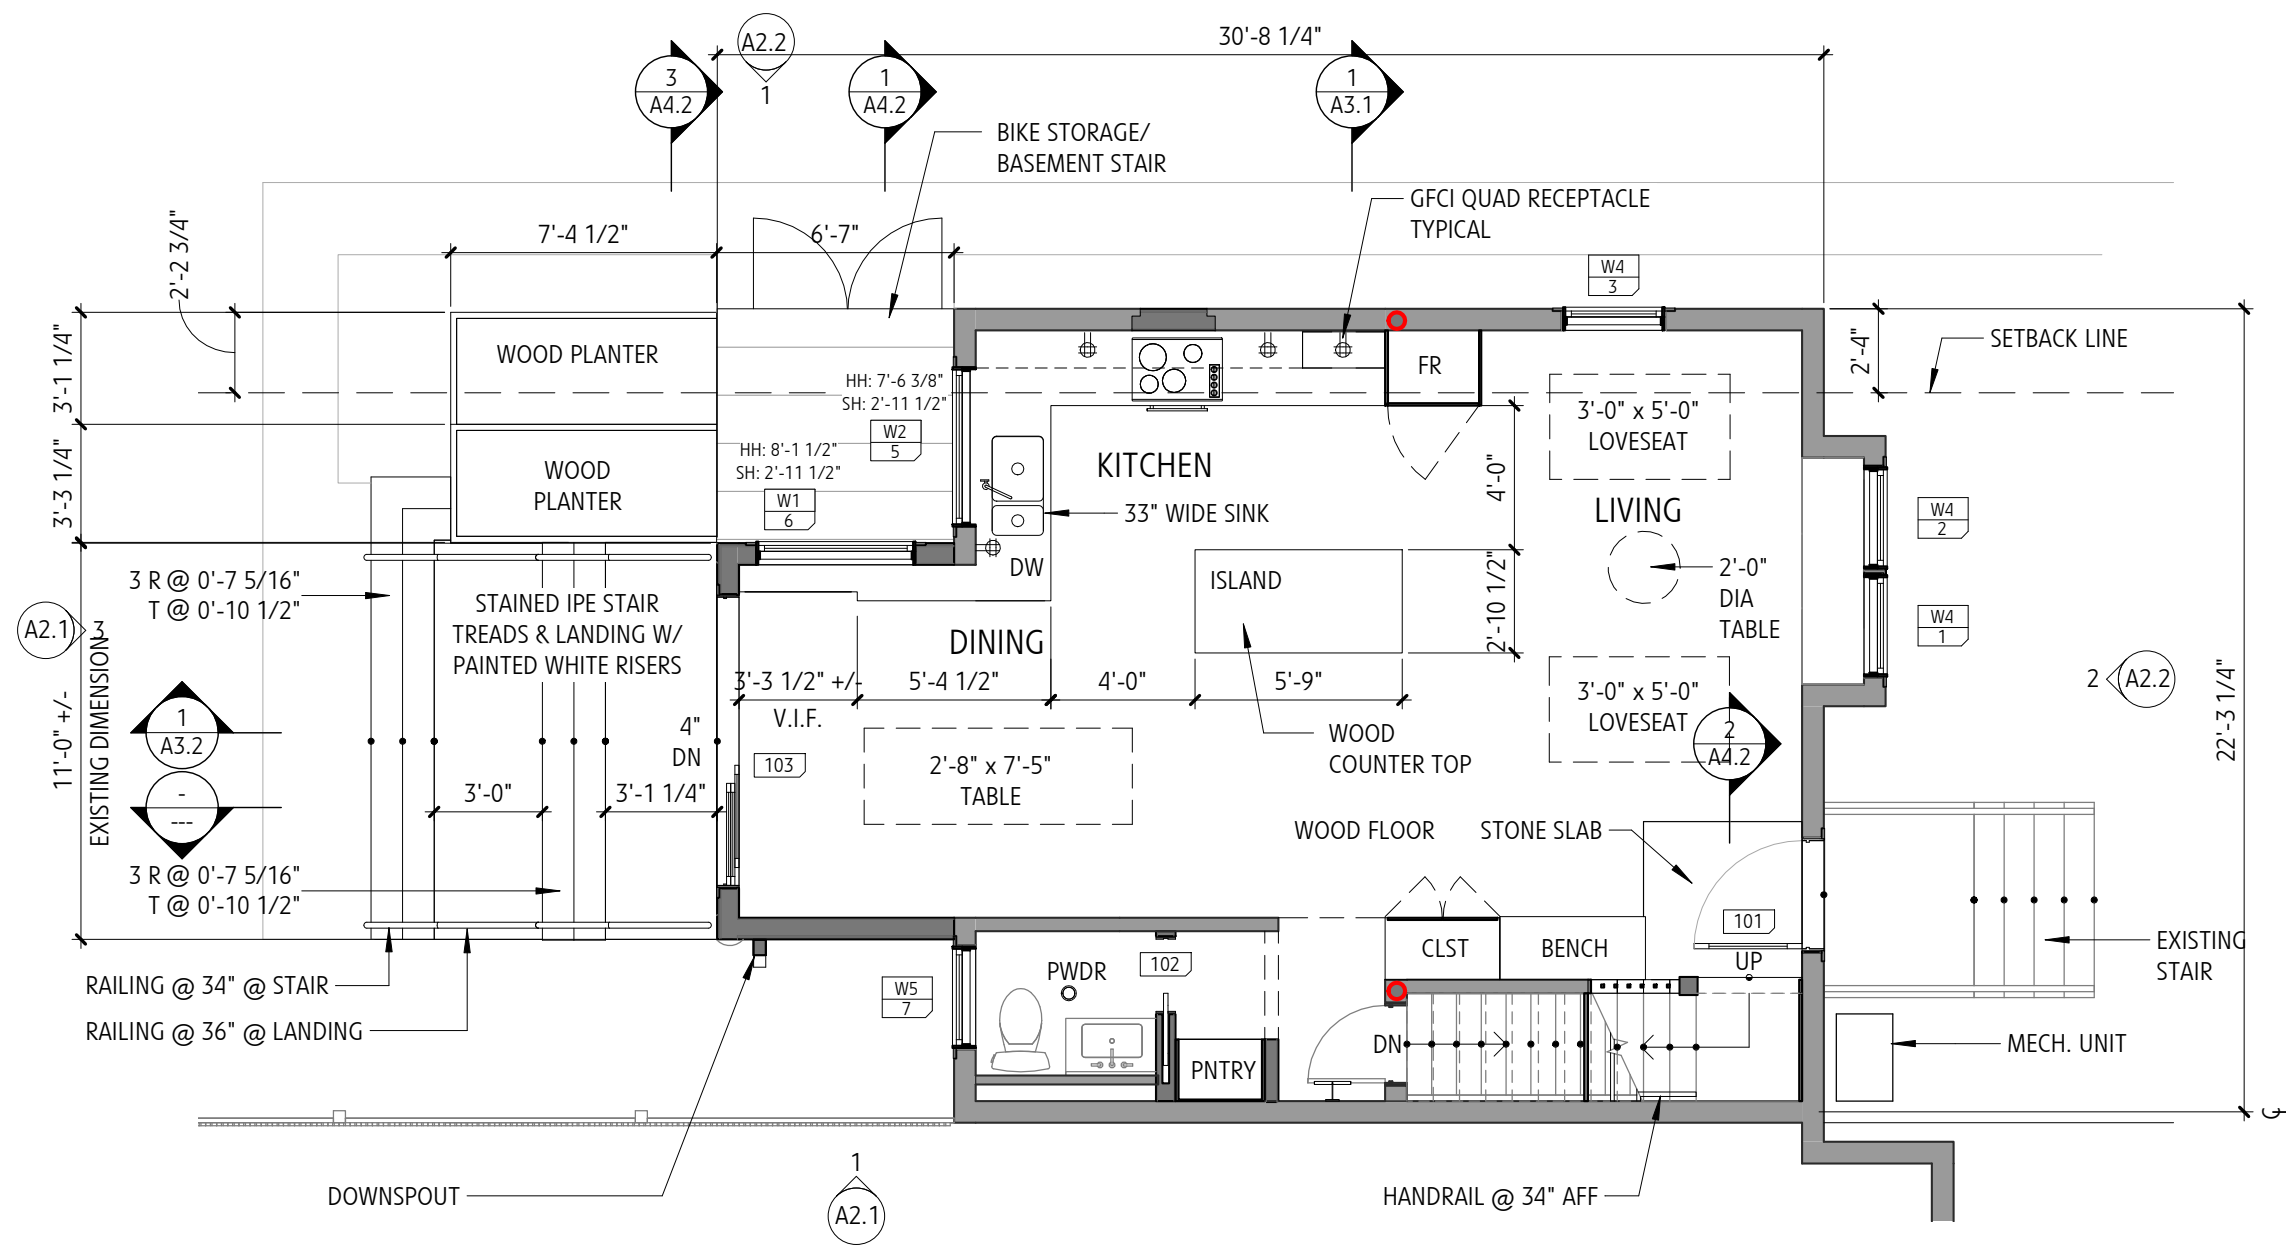 30'-8 1/4"
A2.2
1
3
A4.2
1
A4.2
1
A3.1
BIKE STORAGE/
BASEMENT STAIR
GFCI QUAD RECEPTACLE
TYPICAL
7'-4 1/2"
6'-7"
2'-2 3/4"
W4
3
3'-1 1/4"
WOOD PLANTER
HH: 7'-6 3/8"
SH: 2'-11 1/2"
FR
2'-4"
SETBACK LINE
3'-0" x 5'-0"
LOVESEAT
W2
5
HH: 8'-1 1/2"
SH: 2'-11 1/2"
KITCHEN
3'-3 1/4"
WOOD
PLANTER
W1
6
33" WIDE SINK
4'-0"
LIVING
W4
2
3 R @ 0'-7 5/16"
T @ 0'-10 1/2"
DW
ISLAND
2'-10 1/2"
2'-0"
DIA
TABLE
STAINED IPE STAIR
TREADS & LANDING W/
PAINTED WHITE RISERS
A2.1
3
DINING
W4
1
EXISTING DIMENSION
11'-0" +/-
3'-3 1/2" +/-
V.I.F.
5'-4 1/2"
4'-0"
5'-9"
3'-0" x 5'-0"
LOVESEAT
2
A2.2
22'-3 1/4"
1
A3.2
4"
DN
2
A4.2
WOOD
COUNTER TOP
103
2'-8" x 7'-5"
TABLE
-
---
3'-0"
3'-1 1/4"
WOOD FLOOR
STONE SLAB
3 R @ 0'-7 5/16"
T @ 0'-10 1/2"
101
CLST
BENCH
UP
EXISTING
STAIR
RAILING @ 34" @ STAIR
PWDR
102
W5
7
RAILING @ 36" @ LANDING
DN
MECH. UNIT
PNTRY
DOWNSPOUT
1
A2.1
HANDRAIL @ 34" AFF